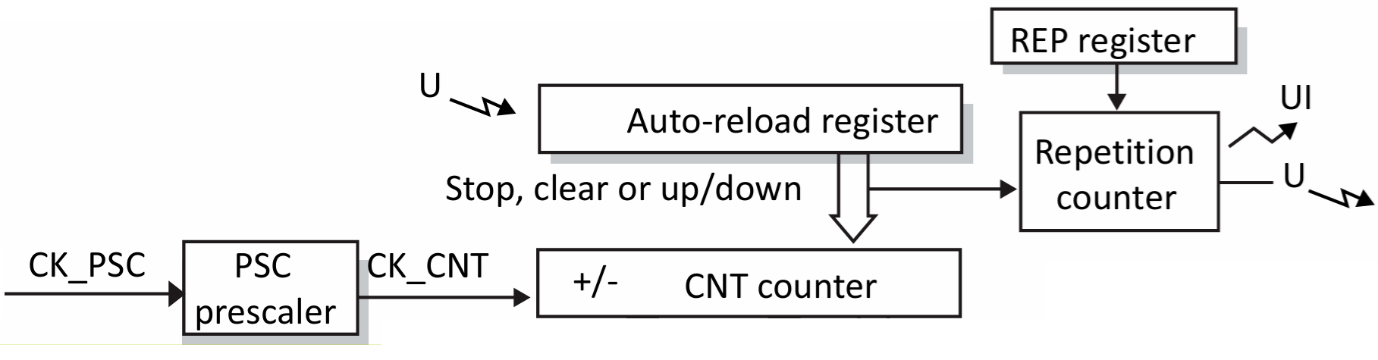 REP register
U
Auto-reload register
UI
Repetition
counter
U
Stop, clear or up/down
CK_PSC
PSC
prescaler
CK_CNT
+/- CNT counter